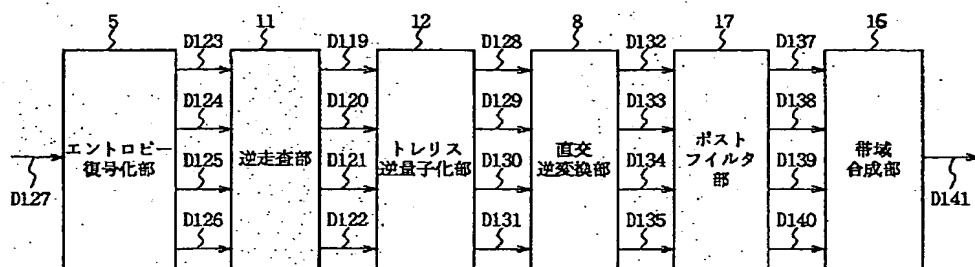 5
11
12
8
17
16
D123
D119
D128
D132
D137
D124
D120
D129
D133
D138
エントロピー
復号化部
逆走査部
トレリス
逆量子化部
直交
逆変換部
ポスト
フィルタ
部
帯域
合成部
D125
D121
D130
D134
D139
D127
D141
D126
D122
D131
D135
D140